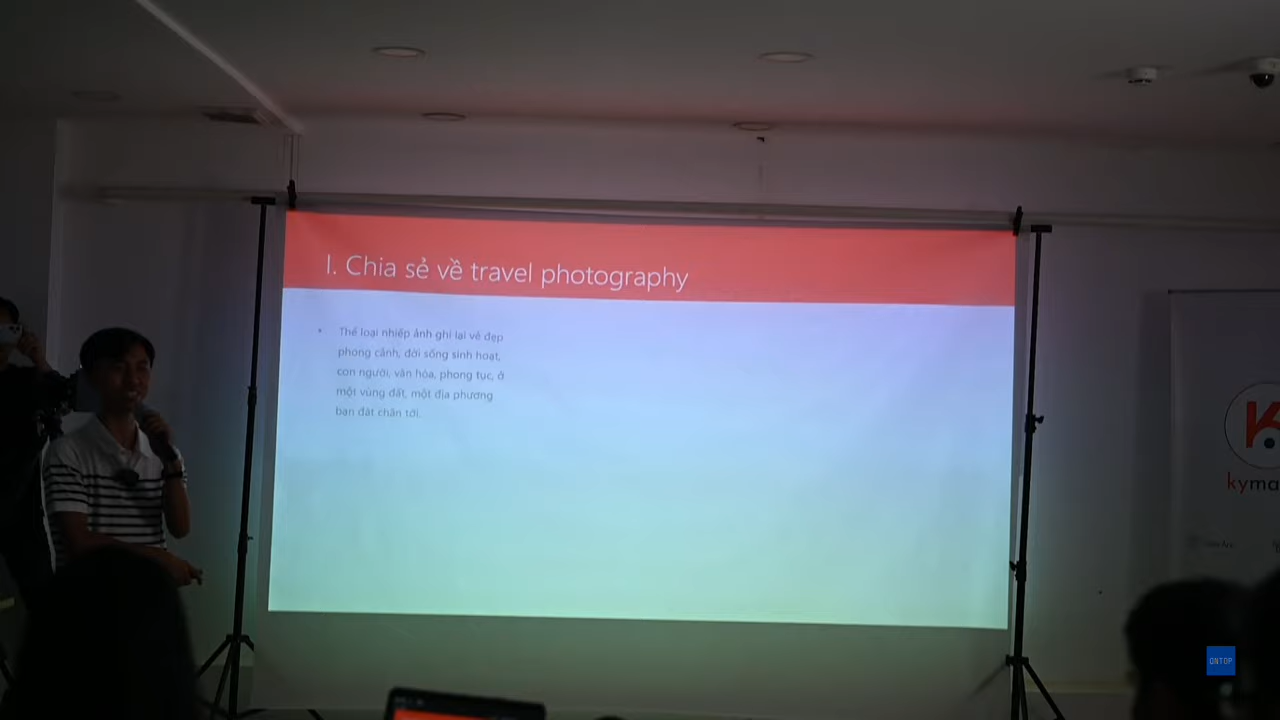 I. Chia sẻ về travel photography
Thể loại nhiếp ảnh ghi lại vẻ đẹp
phong cảnh, đời sống sinh hoạt,
con người, văn hóa, phong tục, ở
một vùng đất, một địa phương
bạn đặt chân tới.
kyma
ONTOP